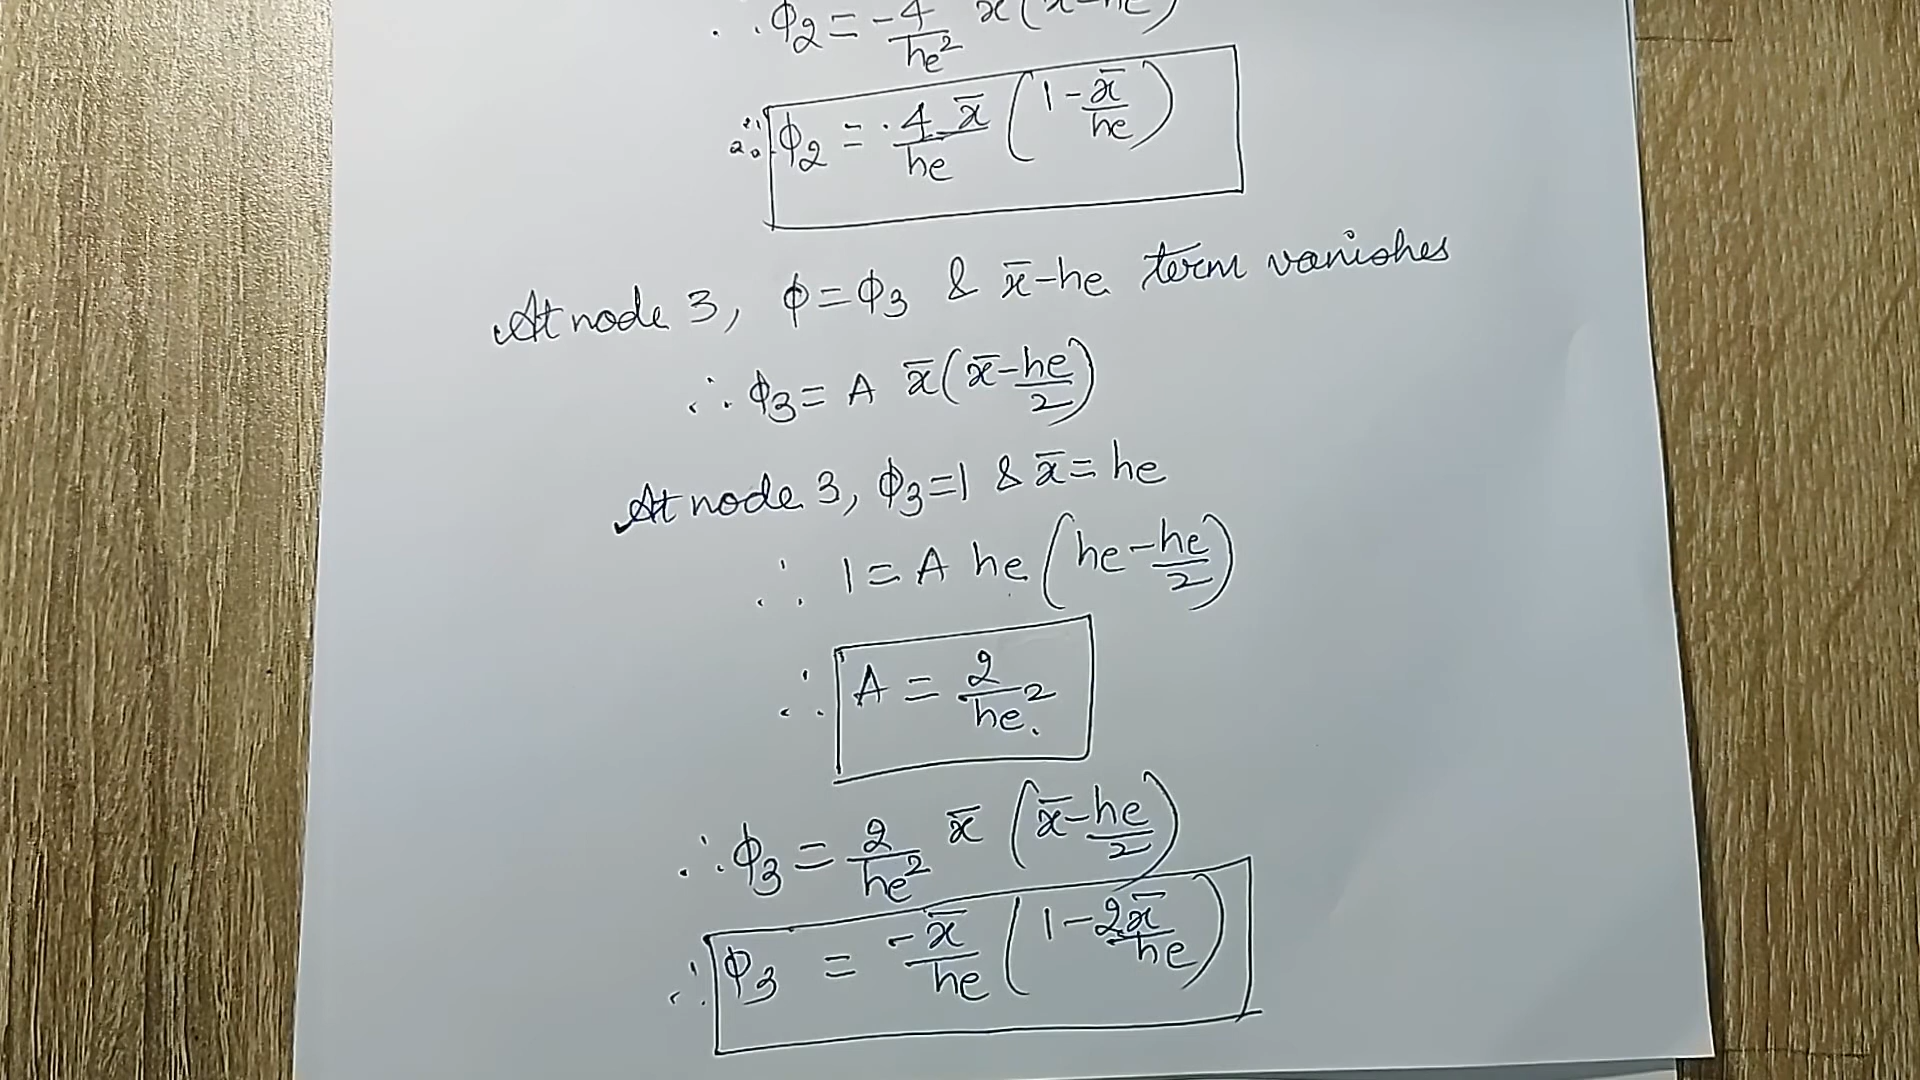 ∴ ϕ2 = -4/he² x̄(x̄-he)
∴ ϕ2 = 4 x̄/he (1 - x̄/he)
At node 3, ϕ = ϕ3 & x̄-he term vanishes
∴ ϕ3 = A x̄(x̄ - he/2)
At node 3, ϕ3 = 1 & x̄ = he
∴ 1 = A he (he - he/2)
∴ A = 2/he²
∴ ϕ3 = 2/he² x̄ (x̄ - he/2)
∴ ϕ3 = -x̄/he (1 - 2x̄/he)